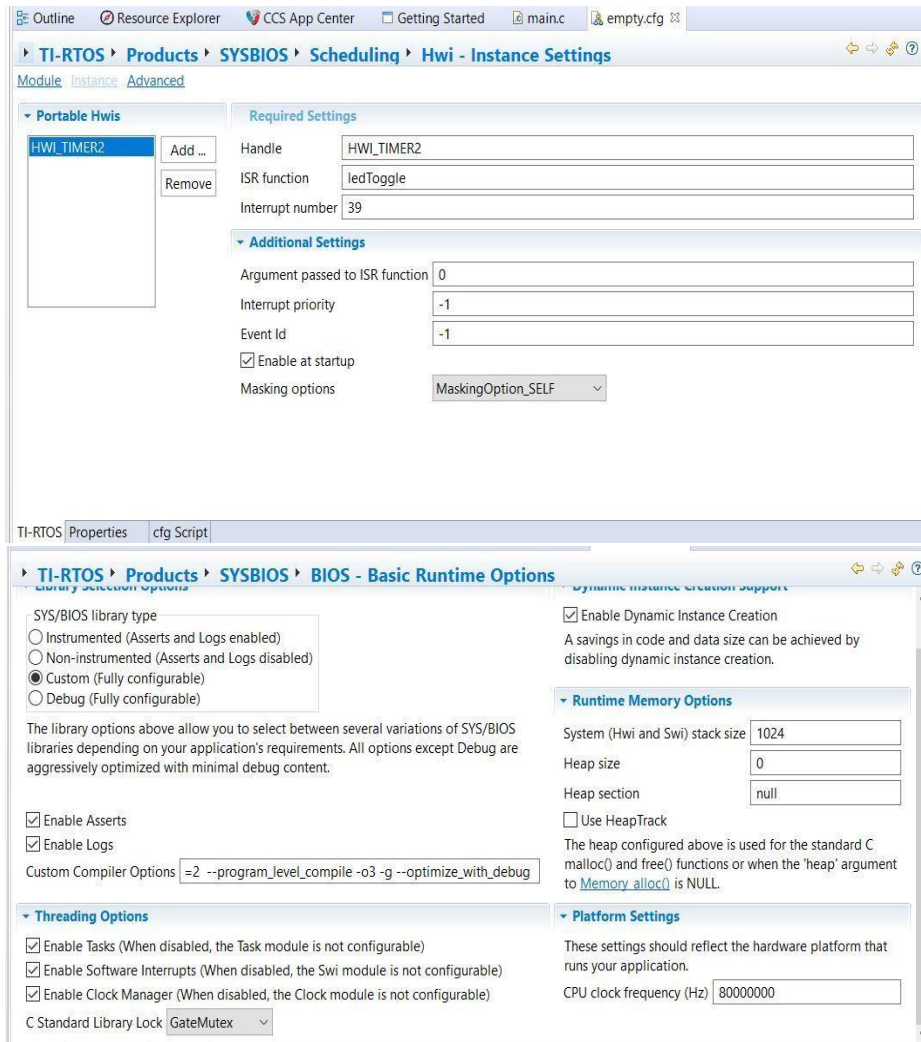 Outline Resource Explorer CCS App Center Getting Started main.c empty.cfg
TI-RTOS Products SYSBIOS Scheduling Hwi - Instance Settings
Module Instance Advanced
Portable Hwis
HWI_TIMER2
Add ...
Remove
Required Settings
Handle HWI_TIMER2
ISR function ledToggle
Interrupt number 39
Additional Settings
Argument passed to ISR function 0
Interrupt priority -1
Event Id -1
Enable at startup
Masking options MaskingOption_SELF
TI-RTOS Properties cfg Script
TI-RTOS Products SYSBIOS BIOS - Basic Runtime Options
Library Selection Options
SYS/BIOS library type
Instrumented (Asserts and Logs enabled)
Non-instrumented (Asserts and Logs disabled)
Custom (Fully configurable)
Debug (Fully configurable)
The library options above allow you to select between several variations of SYS/BIOS
libraries depending on your application's requirements. All options except Debug are
aggressively optimized with minimal debug content.
Enable Asserts
Enable Logs
Custom Compiler Options =2 --program_level_compile -o3 -g --optimize_with_debug
Threading Options
Enable Tasks (When disabled, the Task module is not configurable)
Enable Software Interrupts (When disabled, the Swi module is not configurable)
Enable Clock Manager (When disabled, the Clock module is not configurable)
C Standard Library Lock GateMutex
Dynamic Instance Creation Support
Enable Dynamic Instance Creation
A savings in code and data size can be achieved by
disabling dynamic instance creation.
Runtime Memory Options
System (Hwi and Swi) stack size 1024
Heap size 0
Heap section null
Use HeapTrack
The heap configured above is used for the standard C
malloc() and free() functions or when the 'heap' argument
to Memory_alloc() is NULL.
Platform Settings
These settings should reflect the hardware platform that
runs your application.
CPU clock frequency (Hz) 80000000